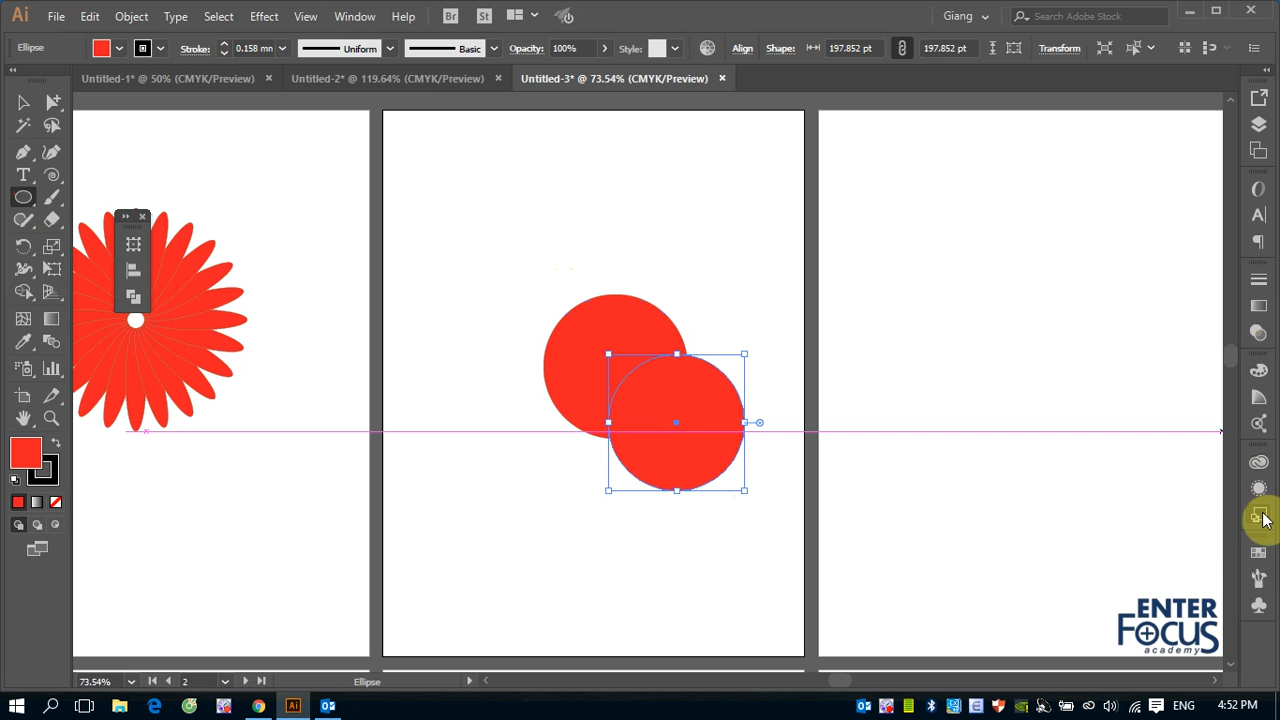 Ai File Edit Object Type Select Effect View Window Help Br St Giang Search Adobe Stock
Ellipse Stroke: 0.158 mn Uniform Basic Opacity: 100% Style: Align Shape: 197.852 pt 197.852 pt Transform
Untitled-1* @ 50% (CMYK/Preview) Untitled-2* @ 119.64% (CMYK/Preview) Untitled-3* @ 73.54% (CMYK/Preview)
ENTER
FOCUS
academy
73.54% 2 Ellipse
Ai ENG 4:52 PM